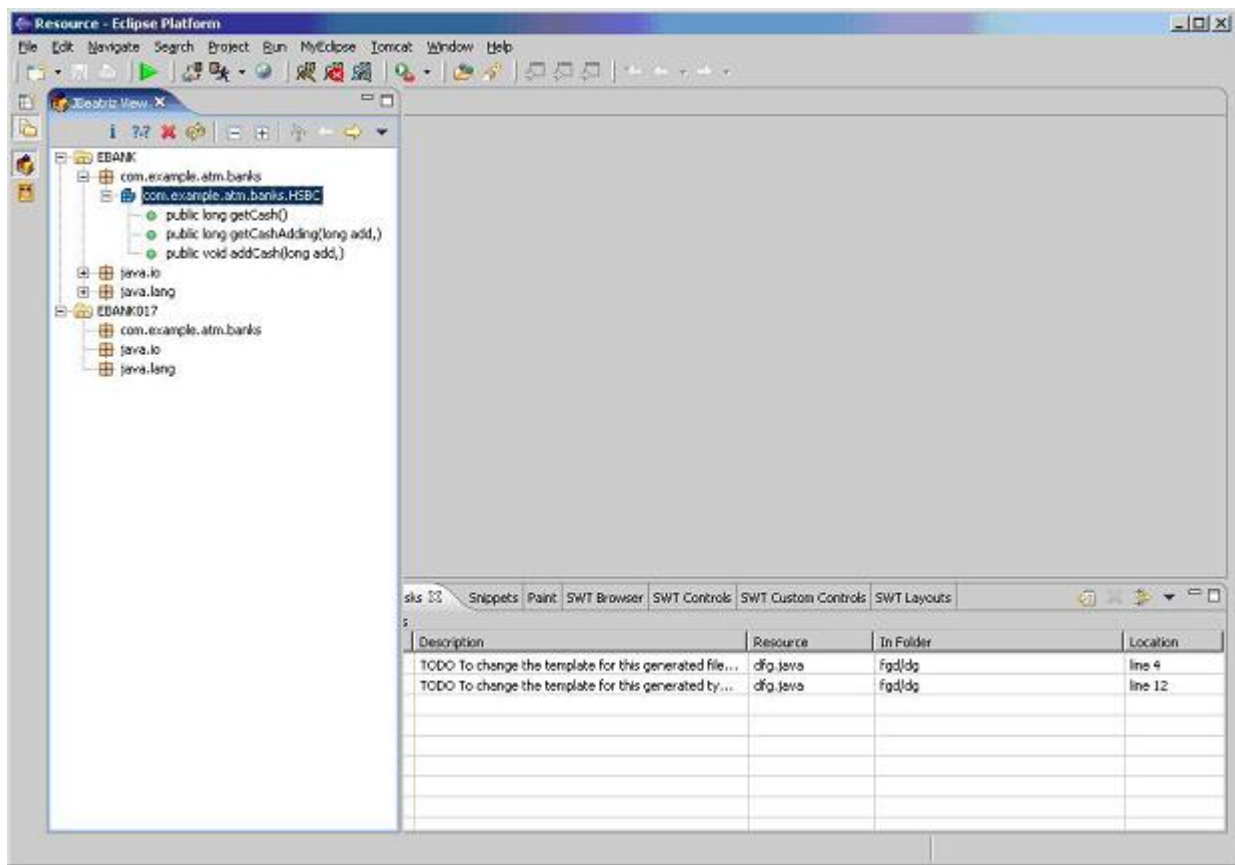 Resource - Eclipse Platform
File Edit Navigate Search Project Run MyEclipse Tomcat Window Help
JBeatriz View
i ?=?
EBANK
com.example.atm.banks
com.example.atm.banks.HSBC
public long getCash()
public long getCashAdding(long add,)
public void addCash(long add,)
java.io
java.lang
EBANK017
com.example.atm.banks
java.io
java.lang
sks Snippets Paint SWT Browser SWT Controls SWT Custom Controls SWT Layouts
s
Description Resource In Folder Location
TODO To change the template for this generated file... dfg.java fgd/dg line 4
TODO To change the template for this generated ty... dfg.java fgd/dg line 12